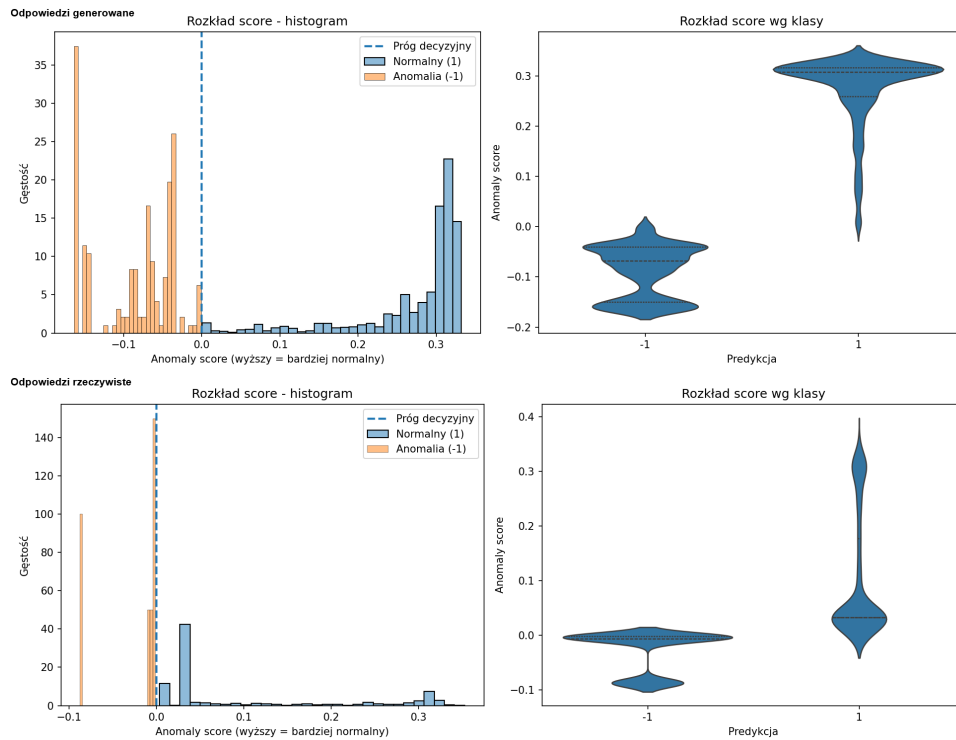 Odpowiedzi generowane
Rozkład score - histogram
Gęstość
35
30
25
20
15
10
5
0
−0.1
0.0
0.1
0.2
0.3
Anomaly score (wyższy = bardziej normalny)
Próg decyzyjny
Normalny (1)
Anomalia (-1)
Rozkład score wg klasy
Anomaly score
0.3
0.2
0.1
0.0
−0.1
−0.2
-1
1
Predykcja
Odpowiedzi rzeczywiste
Rozkład score - histogram
Gęstość
140
120
100
80
60
40
20
0
−0.1
0.0
0.1
0.2
0.3
Anomaly score (wyższy = bardziej normalny)
Próg decyzyjny
Normalny (1)
Anomalia (-1)
Rozkład score wg klasy
Anomaly score
0.4
0.3
0.2
0.1
0.0
−0.1
-1
1
Predykcja